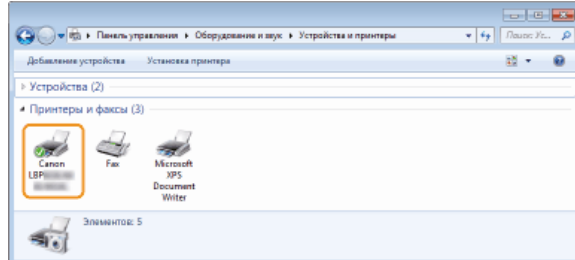 Панель управления ▸ Оборудование и звук ▸ Устройства и принтеры
Поиск: Ус...
Добавление устройства Установка принтера
Устройства (2)
Принтеры и факсы (3)
Canon
LBP
Fax
Microsoft
XPS
Document
Writer
Элементов: 5